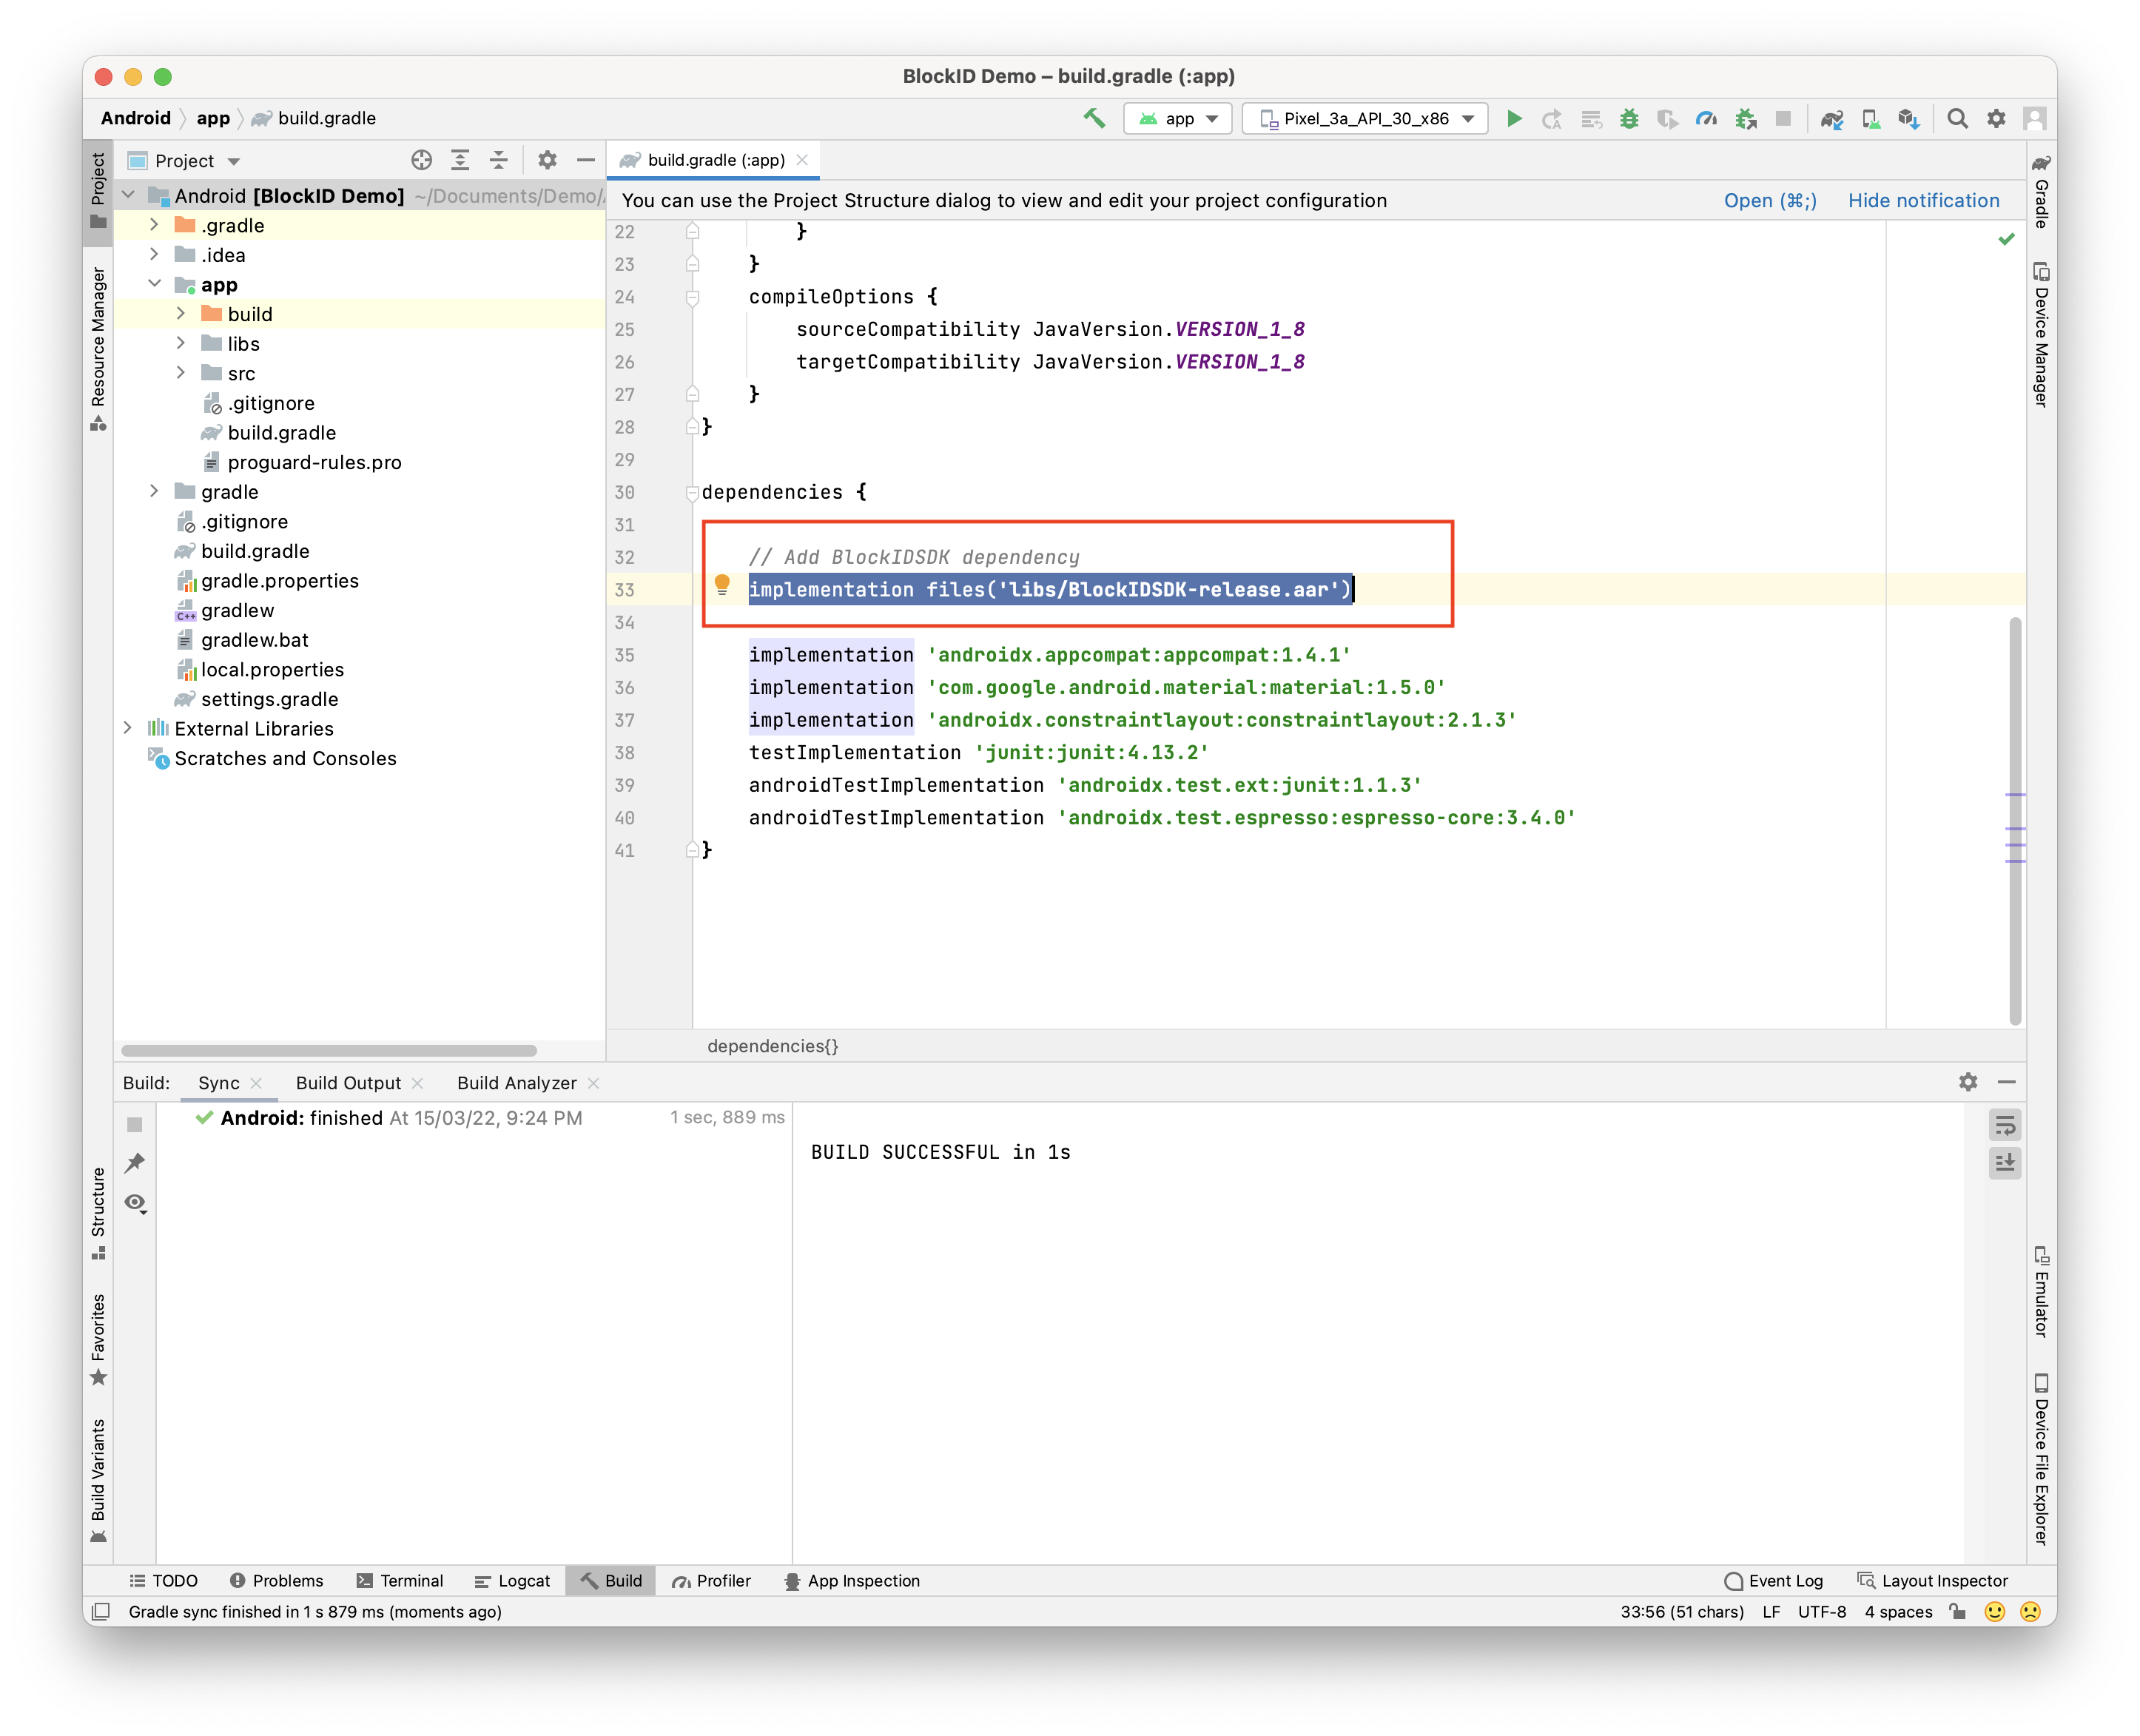 BlockID Demo – build.gradle (:app)
Android app build.gradle
app
Pixel_3a_API_30_x86
Project
Resource Manager
Structure
Favorites
Build Variants
Project
Android [BlockID Demo] ~/Documents/Demo/
.gradle
.idea
app
build
libs
src
.gitignore
build.gradle
proguard-rules.pro
gradle
.gitignore
build.gradle
gradle.properties
gradlew
gradlew.bat
local.properties
settings.gradle
External Libraries
Scratches and Consoles
build.gradle (:app)
You can use the Project Structure dialog to view and edit your project configuration Open (⌘;) Hide notification
22 }
23 }
24 compileOptions {
25 sourceCompatibility JavaVersion.VERSION_1_8
26 targetCompatibility JavaVersion.VERSION_1_8
27 }
28 }
29
30 dependencies {
31
32 // Add BlockIDSDK dependency
33 implementation files('libs/BlockIDSDK-release.aar')
34
35 implementation 'androidx.appcompat:appcompat:1.4.1'
36 implementation 'com.google.android.material:material:1.5.0'
37 implementation 'androidx.constraintlayout:constraintlayout:2.1.3'
38 testImplementation 'junit:junit:4.13.2'
39 androidTestImplementation 'androidx.test.ext:junit:1.1.3'
40 androidTestImplementation 'androidx.test.espresso:espresso-core:3.4.0'
41 }
dependencies{}
Gradle
Device Manager
Emulator
Device File Explorer
Build: Sync Build Output Build Analyzer
Android: finished At 15/03/22, 9:24 PM 1 sec, 889 ms
BUILD SUCCESSFUL in 1s
TODO Problems Terminal Logcat Build Profiler App Inspection Event Log Layout Inspector
Gradle sync finished in 1 s 879 ms (moments ago) 33:56 (51 chars) LF UTF-8 4 spaces